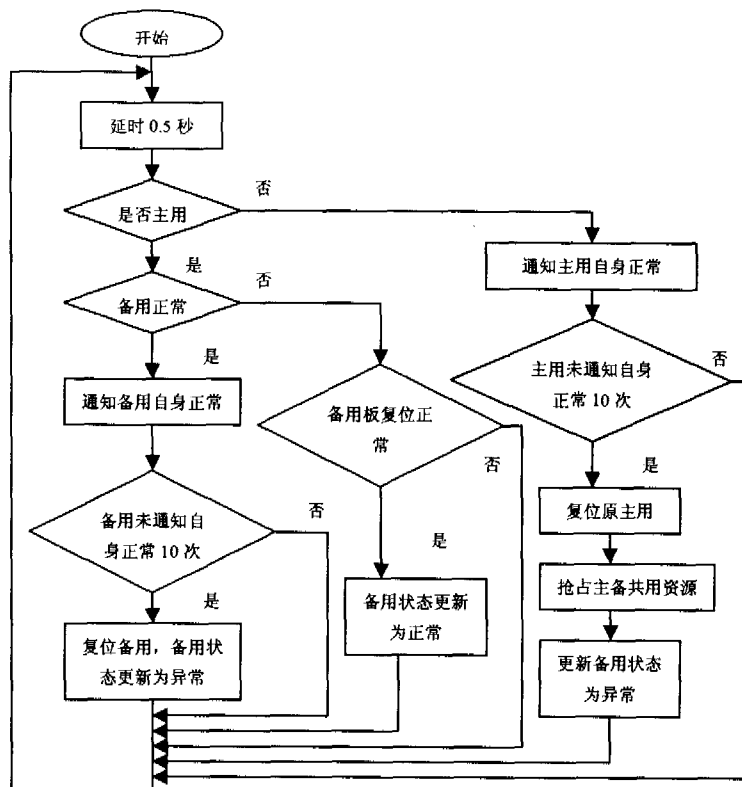 开始
延时 0.5 秒
是否主用
否
是
通知主用自身正常
备用正常
否
是
主用未通知自身
正常 10 次
否
是
通知备用自身正常
备用板复位正
常
否
是
复位原主用
备用未通知自
身正常 10 次
否
是
抢占主备共用资源
备用状态更新
为正常
复位备用，备用状
态更新为异常
更新备用状态
为异常